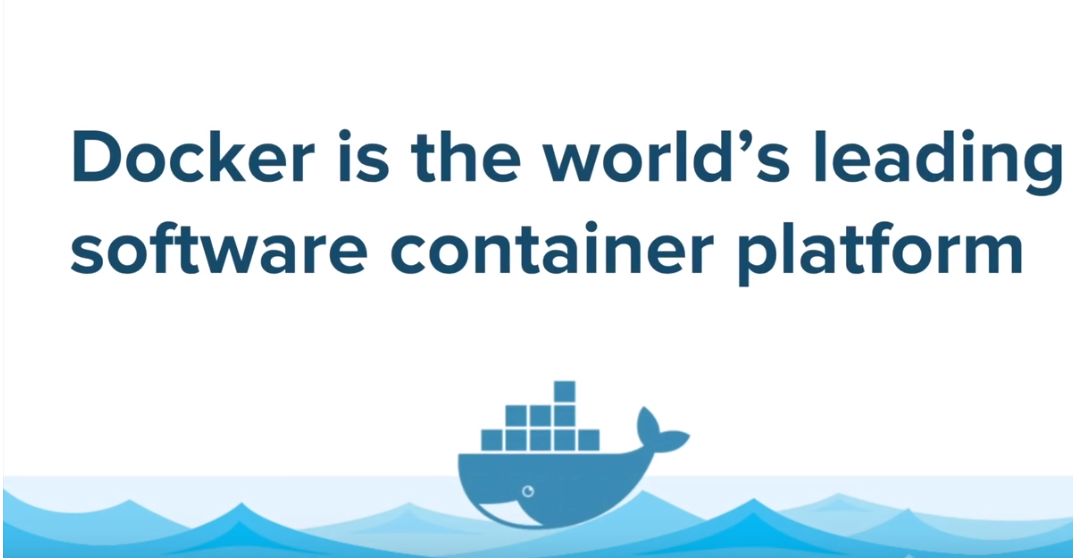 Docker is the world’s leading
software container platform